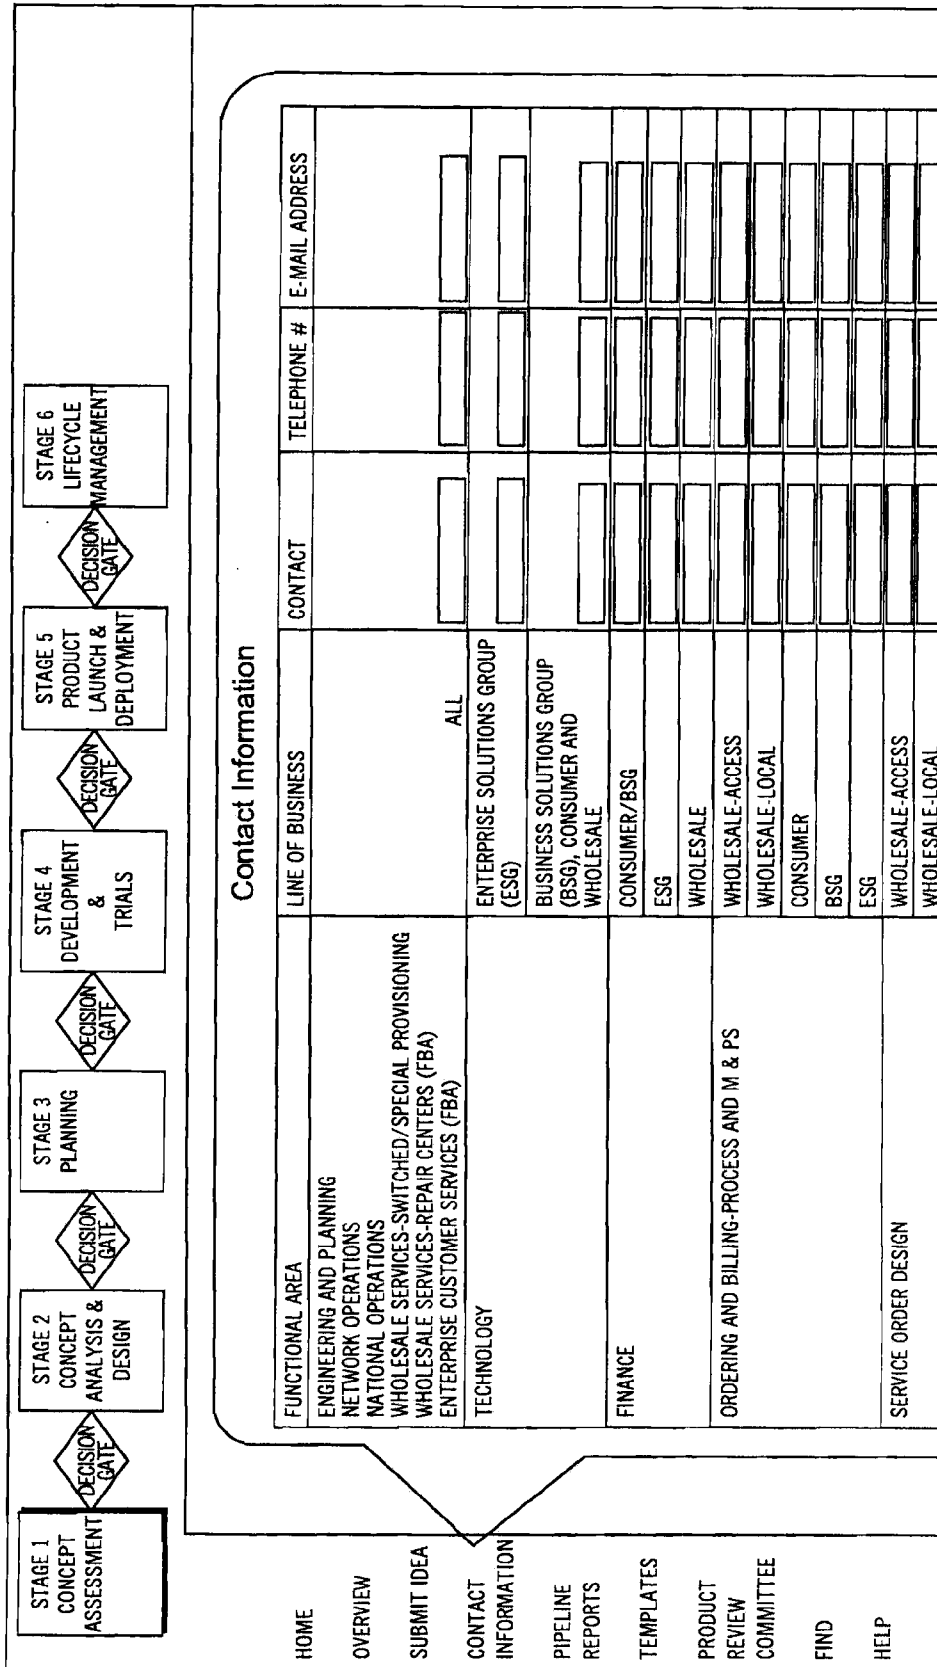 STAGE 1
CONCEPT
ASSESSMENT
DECISION
GATE
STAGE 2
CONCEPT
ANALYSIS &
DESIGN
DECISION
GATE
STAGE 3
PLANNING
DECISION
GATE
STAGE 4
DEVELOPMENT
&
TRIALS
DECISION
GATE
STAGE 5
PRODUCT
LAUNCH &
DEPLOYMENT
DECISION
GATE
STAGE 6
LIFECYCLE
MANAGEMENT
HOME
OVERVIEW
SUBMIT IDEA
CONTACT
INFORMATION
PIPELINE
REPORTS
TEMPLATES
PRODUCT
REVIEW
COMMITTEE
FIND
HELP
Contact Information
FUNCTIONAL AREA LINE OF BUSINESS CONTACT TELEPHONE # E-MAIL ADDRESS
ENGINEERING AND PLANNING
NETWORK OPERATIONS
NATIONAL OPERATIONS
WHOLESALE SERVICES-SWITCHED/SPECIAL PROVISIONING
WHOLESALE SERVICES-REPAIR CENTERS (FBA)
ENTERPRISE CUSTOMER SERVICES (FBA) ALL
TECHNOLOGY ENTERPRISE SOLUTIONS GROUP
(ESG)
BUSINESS SOLUTIONS GROUP
(BSG), CONSUMER AND
WHOLESALE
FINANCE CONSUMER/BSG
ESG
WHOLESALE
ORDERING AND BILLING-PROCESS AND M & PS WHOLESALE-ACCESS
WHOLESALE-LOCAL
CONSUMER
BSG
ESG
SERVICE ORDER DESIGN WHOLESALE-ACCESS
WHOLESALE-LOCAL